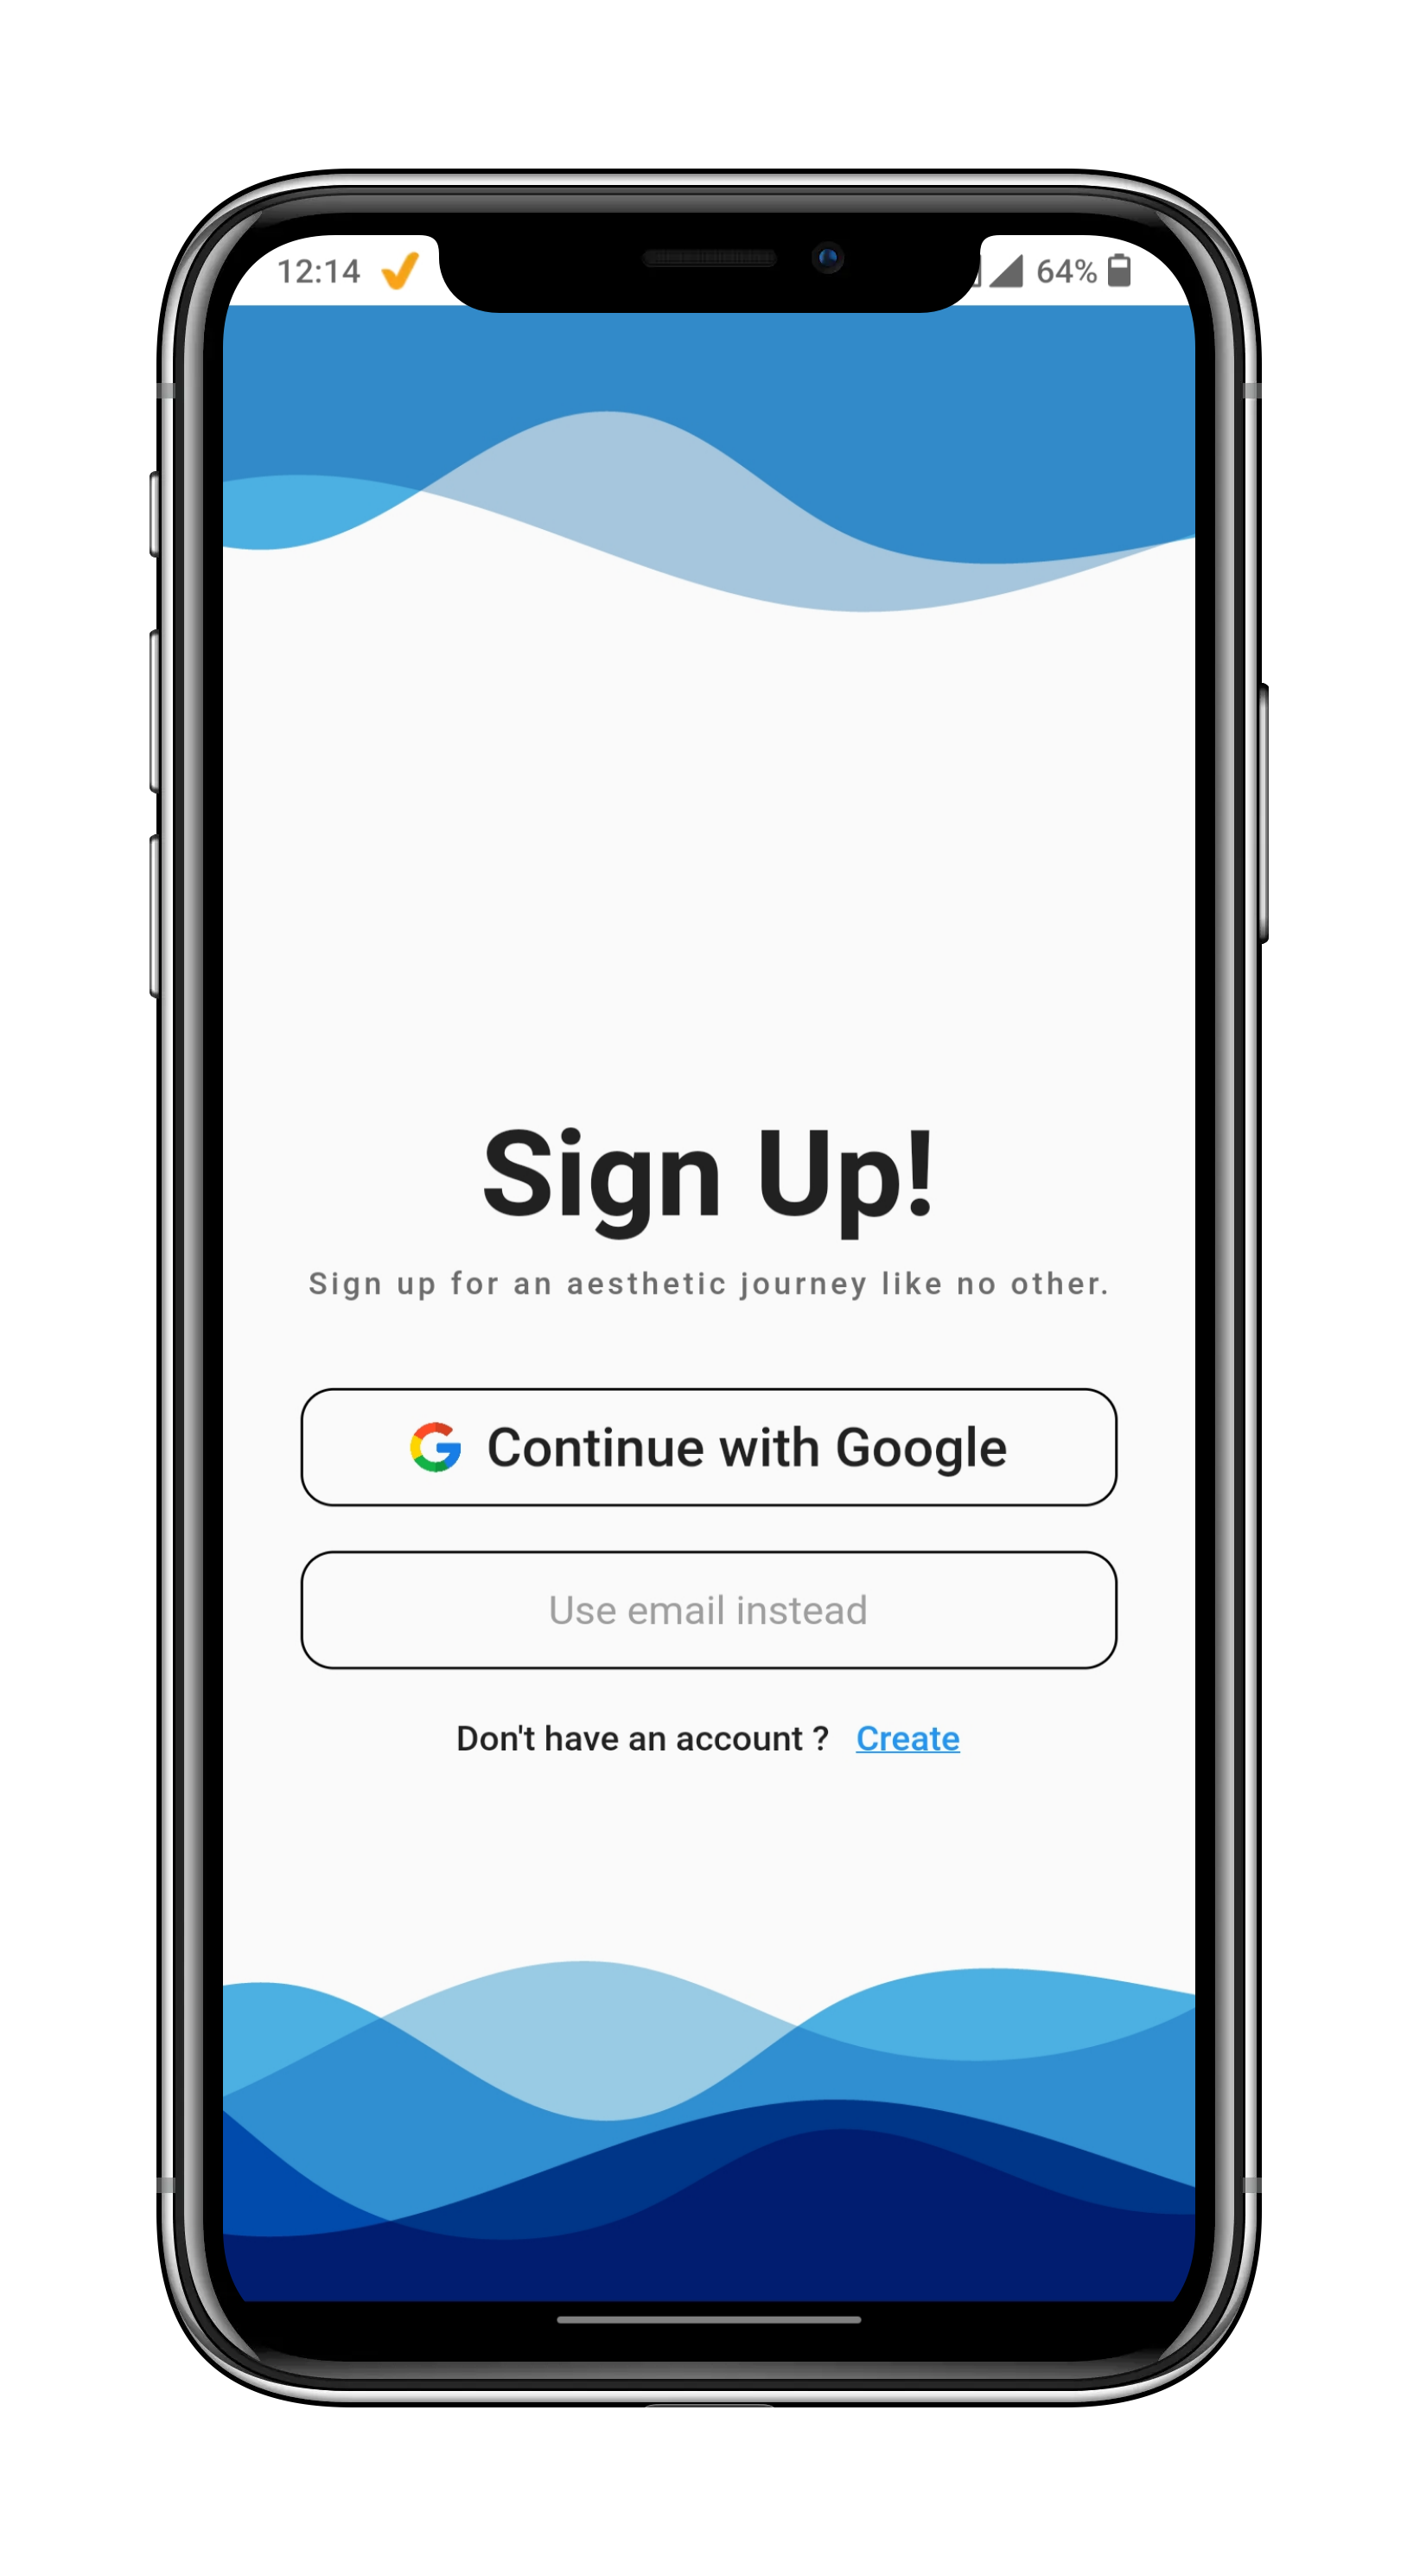 12:14 64%
Sign Up!
Sign up for an aesthetic journey like no other.
Continue with Google
Use email instead
Don't have an account ? Create